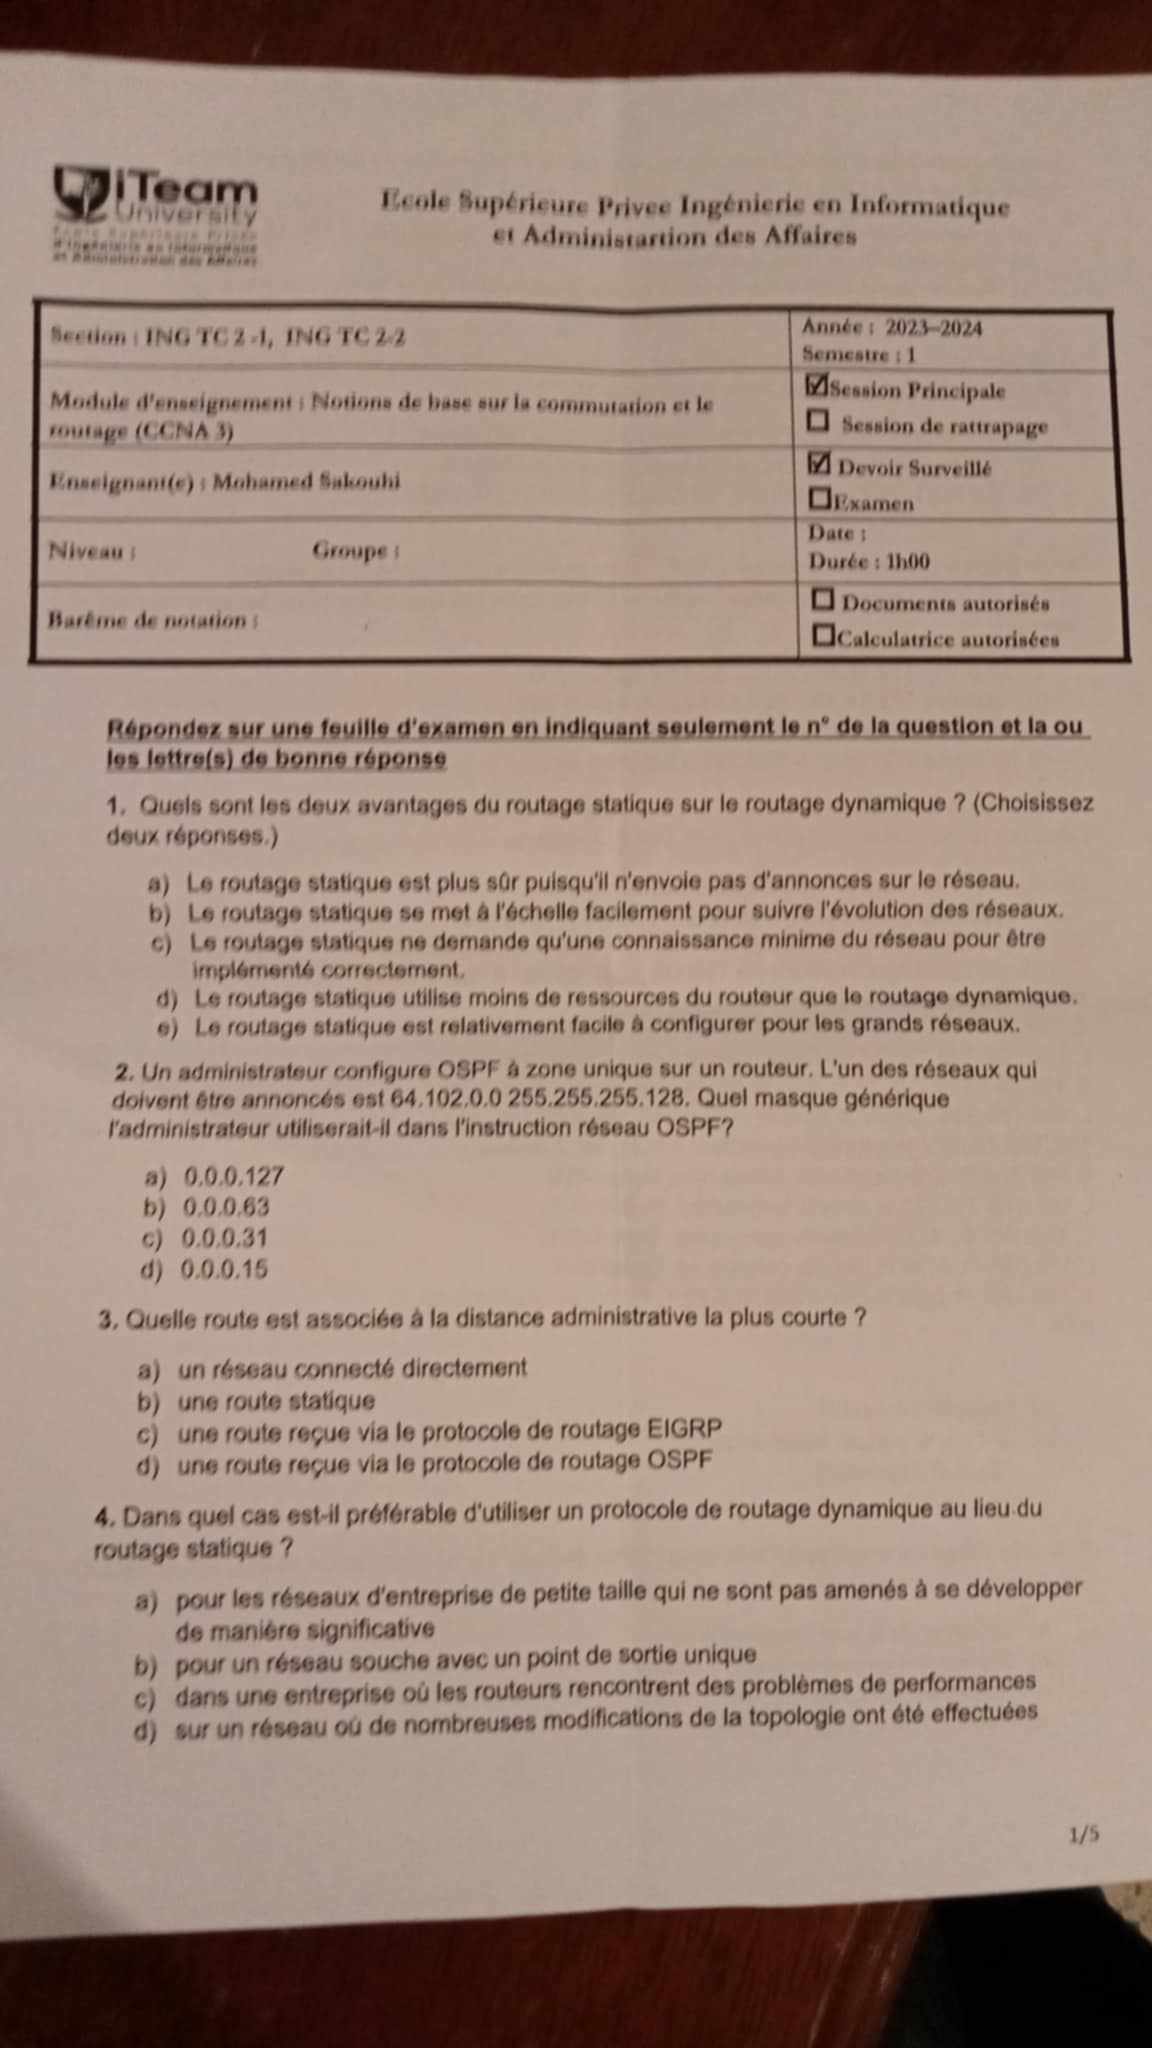 iTeam
University
Ecole Supérieure Privee Ingénierie en Informatique
et Administartion des Affaires
Ecole Supérieure Privée
d'Ingénierie en Informatique
et Administration des Affaires
Section : ING TC 2 -1, ING TC 2-2
Année : 2023–2024
Semestre : 1
Module d'enseignement : Notions de base sur la commutation et le
routage (CCNA 3)
Session Principale
Session de rattrapage
Enseignant(e) : Mohamed Sakouhi
Devoir Surveillé
Examen
Niveau : Groupe :
Date :
Durée : 1h00
Barême de notation :
Documents autorisés
Calculatrice autorisées
Répondez sur une feuille d'examen en indiquant seulement le n° de la question et la ou
les lettre(s) de bonne réponse
1. Quels sont les deux avantages du routage statique sur le routage dynamique ? (Choisissez
deux réponses.)
a) Le routage statique est plus sûr puisqu'il n'envoie pas d'annonces sur le réseau.
b) Le routage statique se met à l'échelle facilement pour suivre l'évolution des réseaux.
c) Le routage statique ne demande qu'une connaissance minime du réseau pour être
implémenté correctement.
d) Le routage statique utilise moins de ressources du routeur que le routage dynamique.
e) Le routage statique est relativement facile à configurer pour les grands réseaux.
2. Un administrateur configure OSPF à zone unique sur un routeur. L'un des réseaux qui
doivent être annoncés est 64.102.0.0 255.255.255.128. Quel masque générique
l'administrateur utiliserait-il dans l'instruction réseau OSPF?
a) 0.0.0.127
b) 0.0.0.63
c) 0.0.0.31
d) 0.0.0.15
3. Quelle route est associée à la distance administrative la plus courte ?
a) un réseau connecté directement
b) une route statique
c) une route reçue via le protocole de routage EIGRP
d) une route reçue via le protocole de routage OSPF
4. Dans quel cas est-il préférable d'utiliser un protocole de routage dynamique au lieu du
routage statique ?
a) pour les réseaux d'entreprise de petite taille qui ne sont pas amenés à se développer
de manière significative
b) pour un réseau souche avec un point de sortie unique
c) dans une entreprise où les routeurs rencontrent des problèmes de performances
d) sur un réseau où de nombreuses modifications de la topologie ont été effectuées
1/5